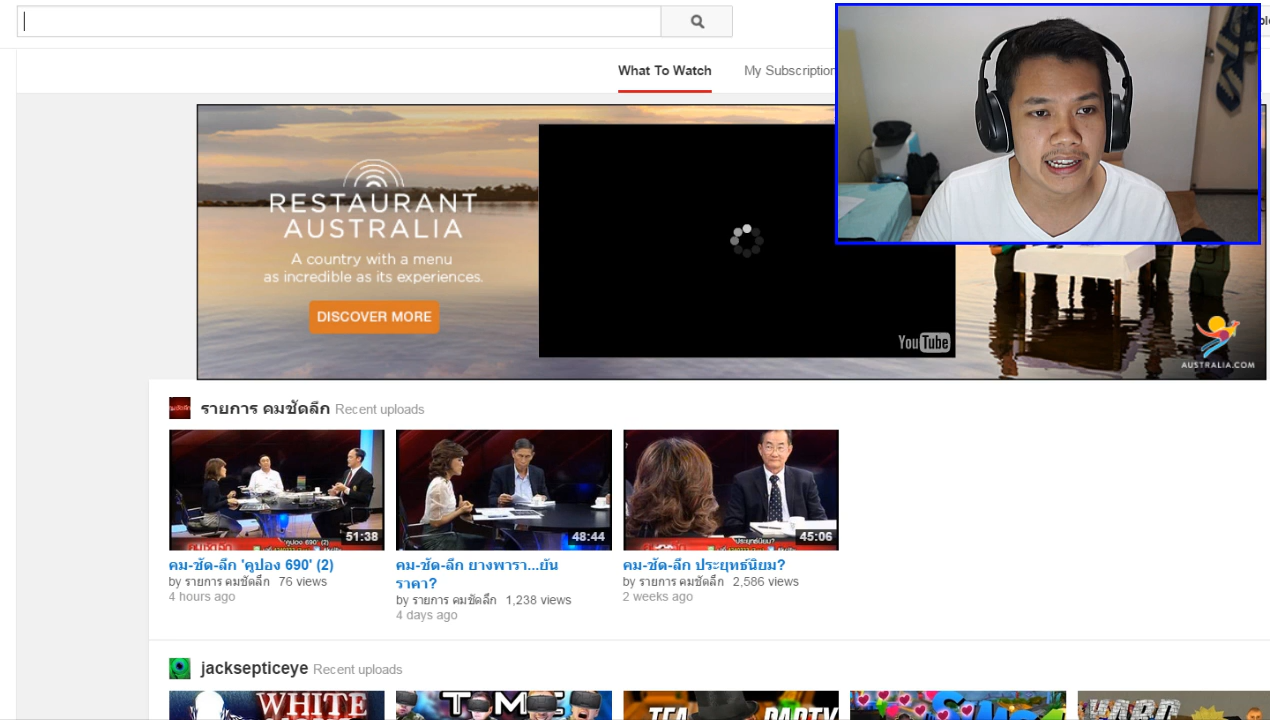 What To Watch
My Subscription
RESTAURANT
AUSTRALIA
A country with a menu
as incredible as its experiences.
DISCOVER MORE
YouTube
AUSTRALIA.COM
รายการ คมชัดลึก Recent uploads
51:38
48:44
45:06
คม-ชัด-ลึก 'คูปอง 690' (2)
by รายการ คมชัดลึก 76 views
4 hours ago
คม-ชัด-ลึก ยางพารา...ยัน
ราคา?
by รายการ คมชัดลึก 1,238 views
4 days ago
คม-ชัด-ลึก ประยุทธ์นิยม?
by รายการ คมชัดลึก 2,586 views
2 weeks ago
jacksepticeye Recent uploads
WHITE
TEA PARTY